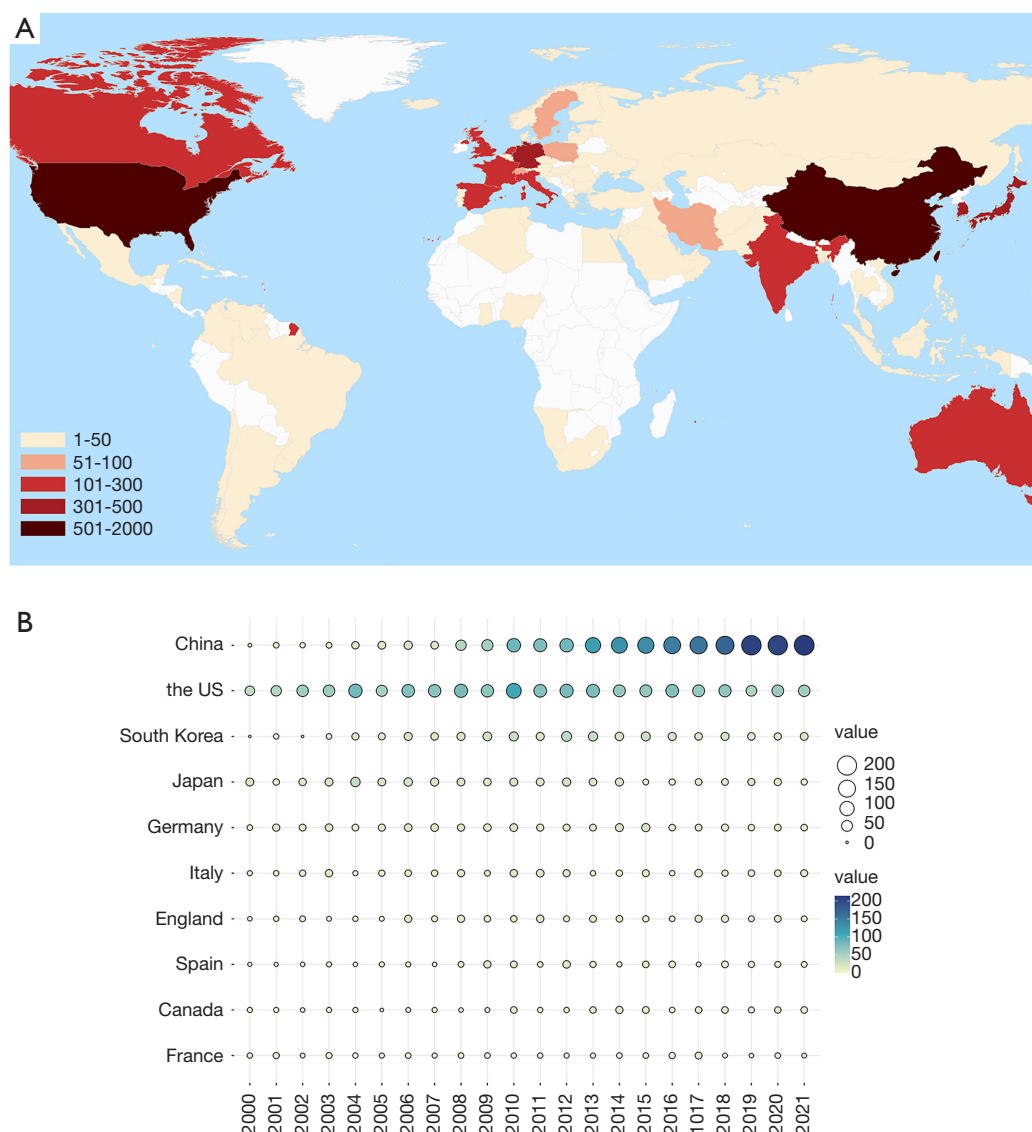 A
1-50
51-100
101-300
301-500
501-2000
B
China
the US
South Korea
Japan
Germany
Italy
England
Spain
Canada
France
value
200
150
100
50
0
value
200
150
100
50
0
2000
2001
2002
2003
2004
2005
2006
2007
2008
2009
2010
2011
2012
2013
2014
2015
2016
2017
2018
2019
2020
2021